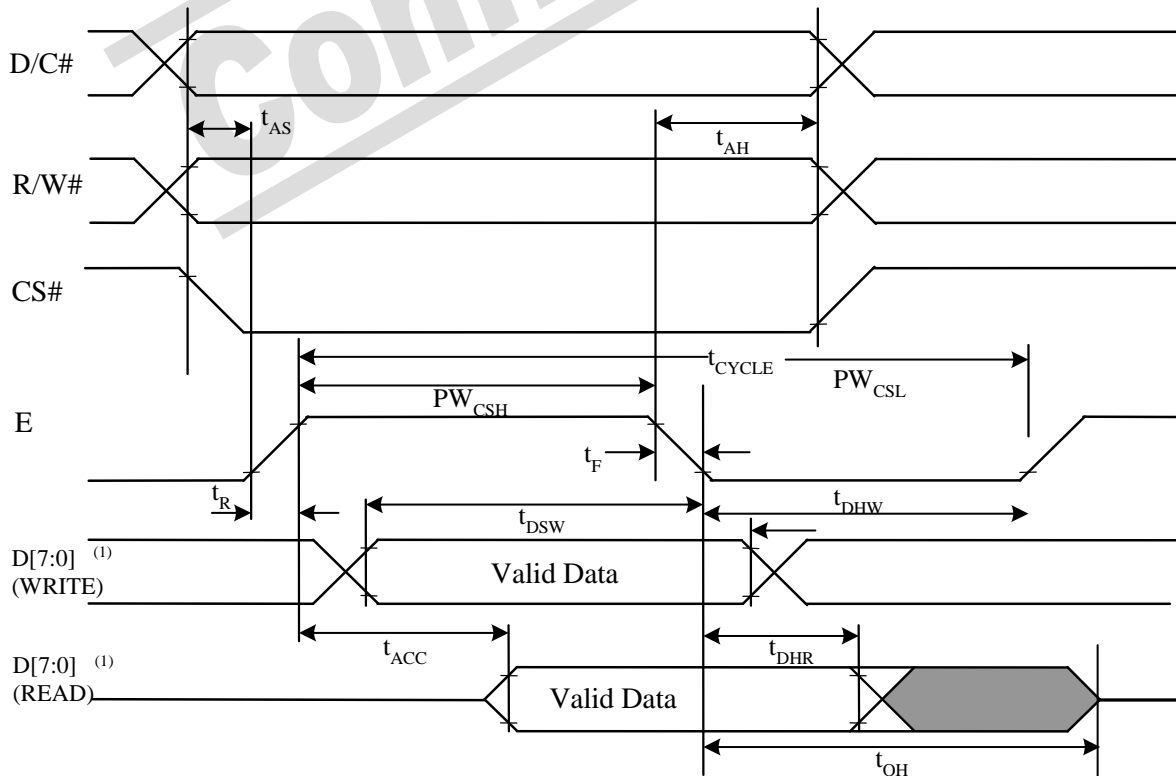 D/C#
t_AS
t_AH
R/W#
CS#
t_CYCLE
PW_CSL
PW_CSH
E
t_F
t_R
t_DHW
t_DSW
D[7:0] (1)
(WRITE)
Valid Data
t_ACC
t_DHR
D[7:0] (1)
(READ)
Valid Data
t_OH